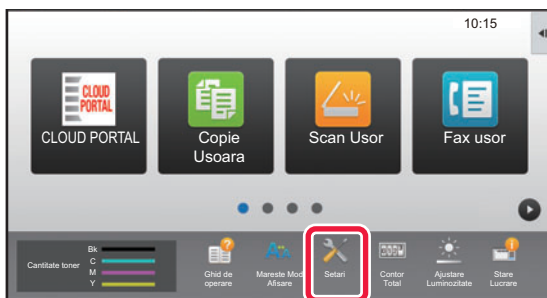 10:15
CLOUD
PORTAL
CLOUD PORTAL
Copie
Usoara
Scan Usor
Fax usor
Cantitate toner
Bk
C
M
Y
Ghid de
operare
Mareste Mod
Afisare
Setari
Contor
Total
Ajustare
Luminozitate
Stare
Lucrare